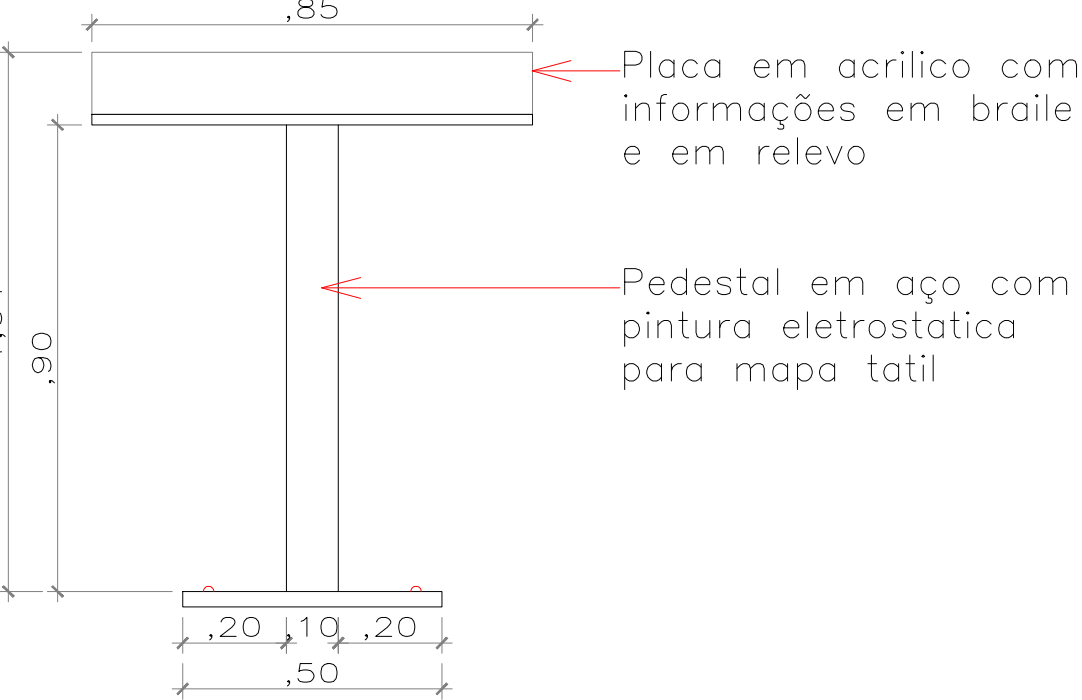 ,85
Placa em acrilico com
informações em braile
e em relevo
Pedestal em aço com
pintura eletrostatica
para mapa tatil
,90
,20 ,10 ,20
,50